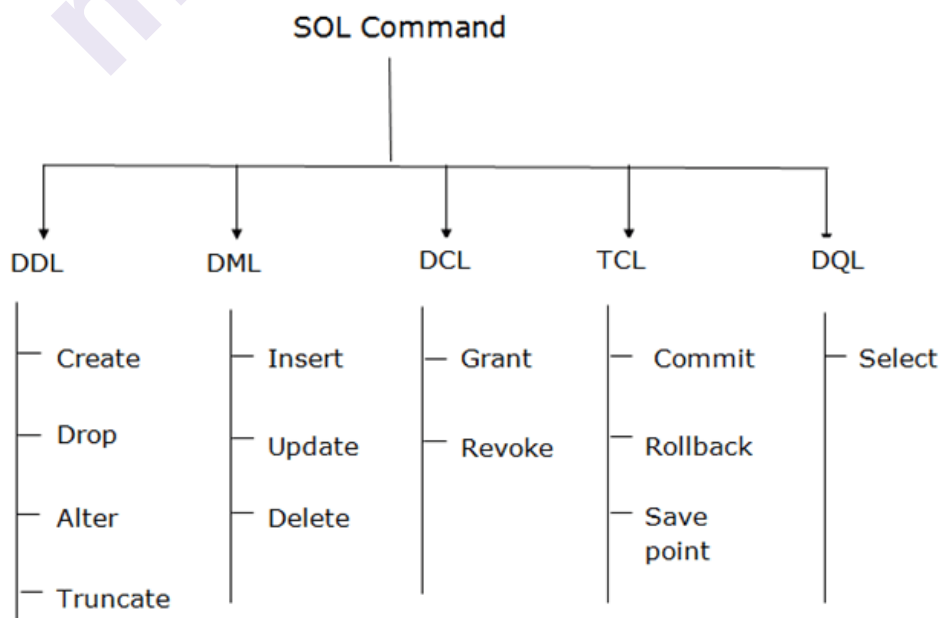 SOL Command
DDL DML DCL TCL DQL
Create Insert Grant Commit Select
Drop Update Revoke Rollback
Alter Delete Save
point
Truncate